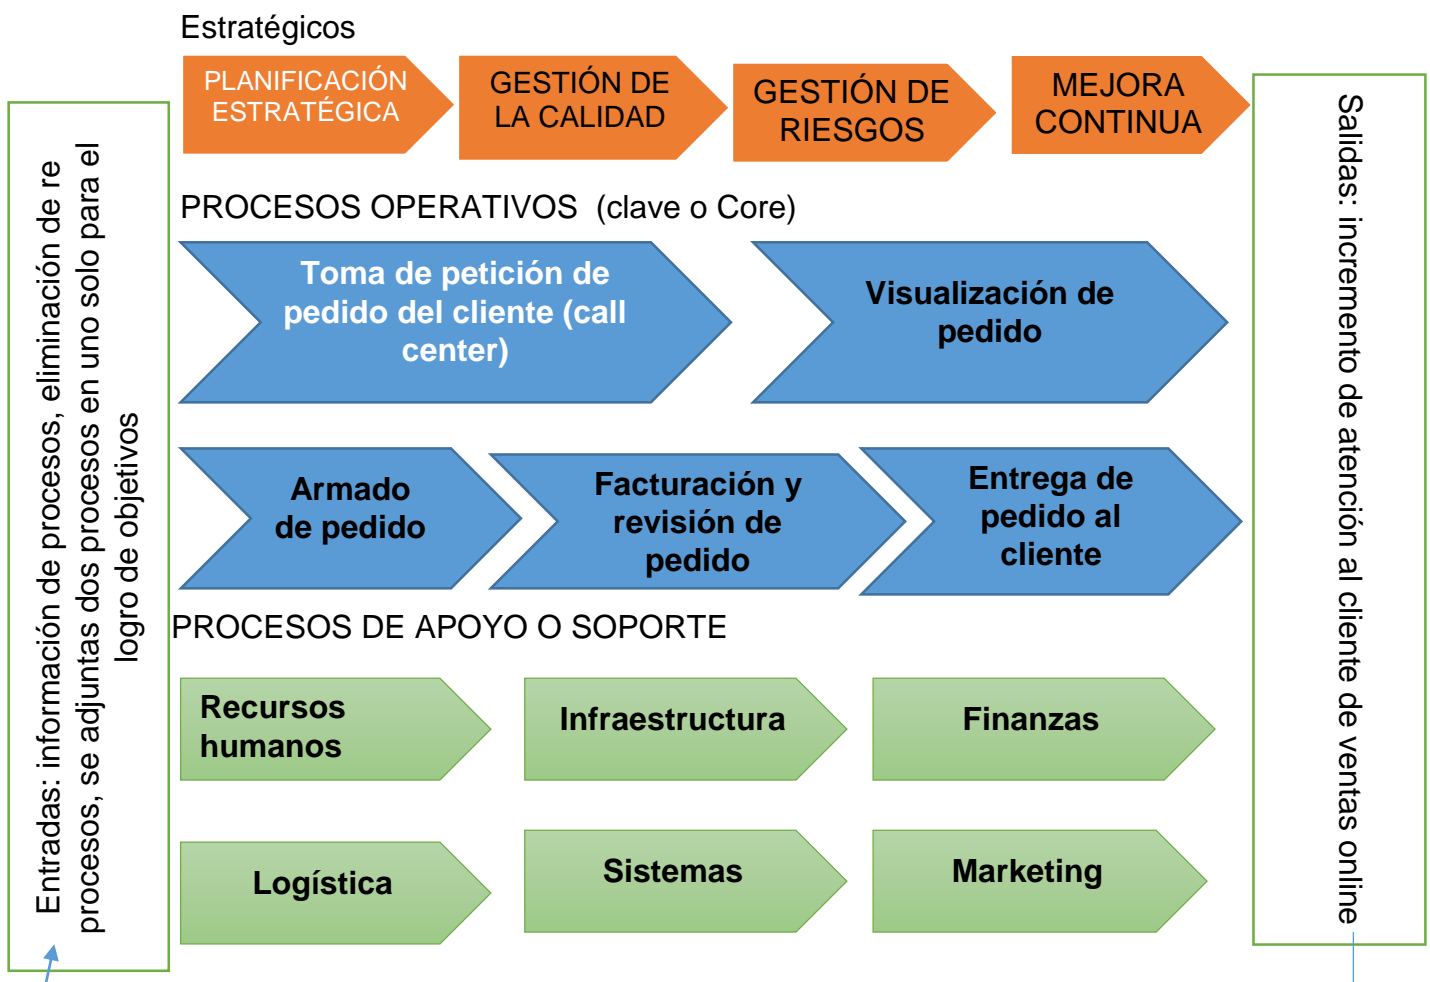 Estratégicos
PLANIFICACIÓN
ESTRATÉGICA
GESTIÓN DE
LA CALIDAD
GESTIÓN DE
RIESGOS
MEJORA
CONTINUA
Entradas: información de procesos, eliminación de re
procesos, se adjuntas dos procesos en uno solo para el
logro de objetivos
PROCESOS OPERATIVOS (clave o Core)
Toma de petición de
pedido del cliente (call
center)
Visualización de
pedido
Armado
de pedido
Facturación y
revisión de
pedido
Entrega de
pedido al
cliente
PROCESOS DE APOYO O SOPORTE
Recursos
humanos
Infraestructura
Finanzas
Logística
Sistemas
Marketing
Salidas: incremento de atención al cliente de ventas online